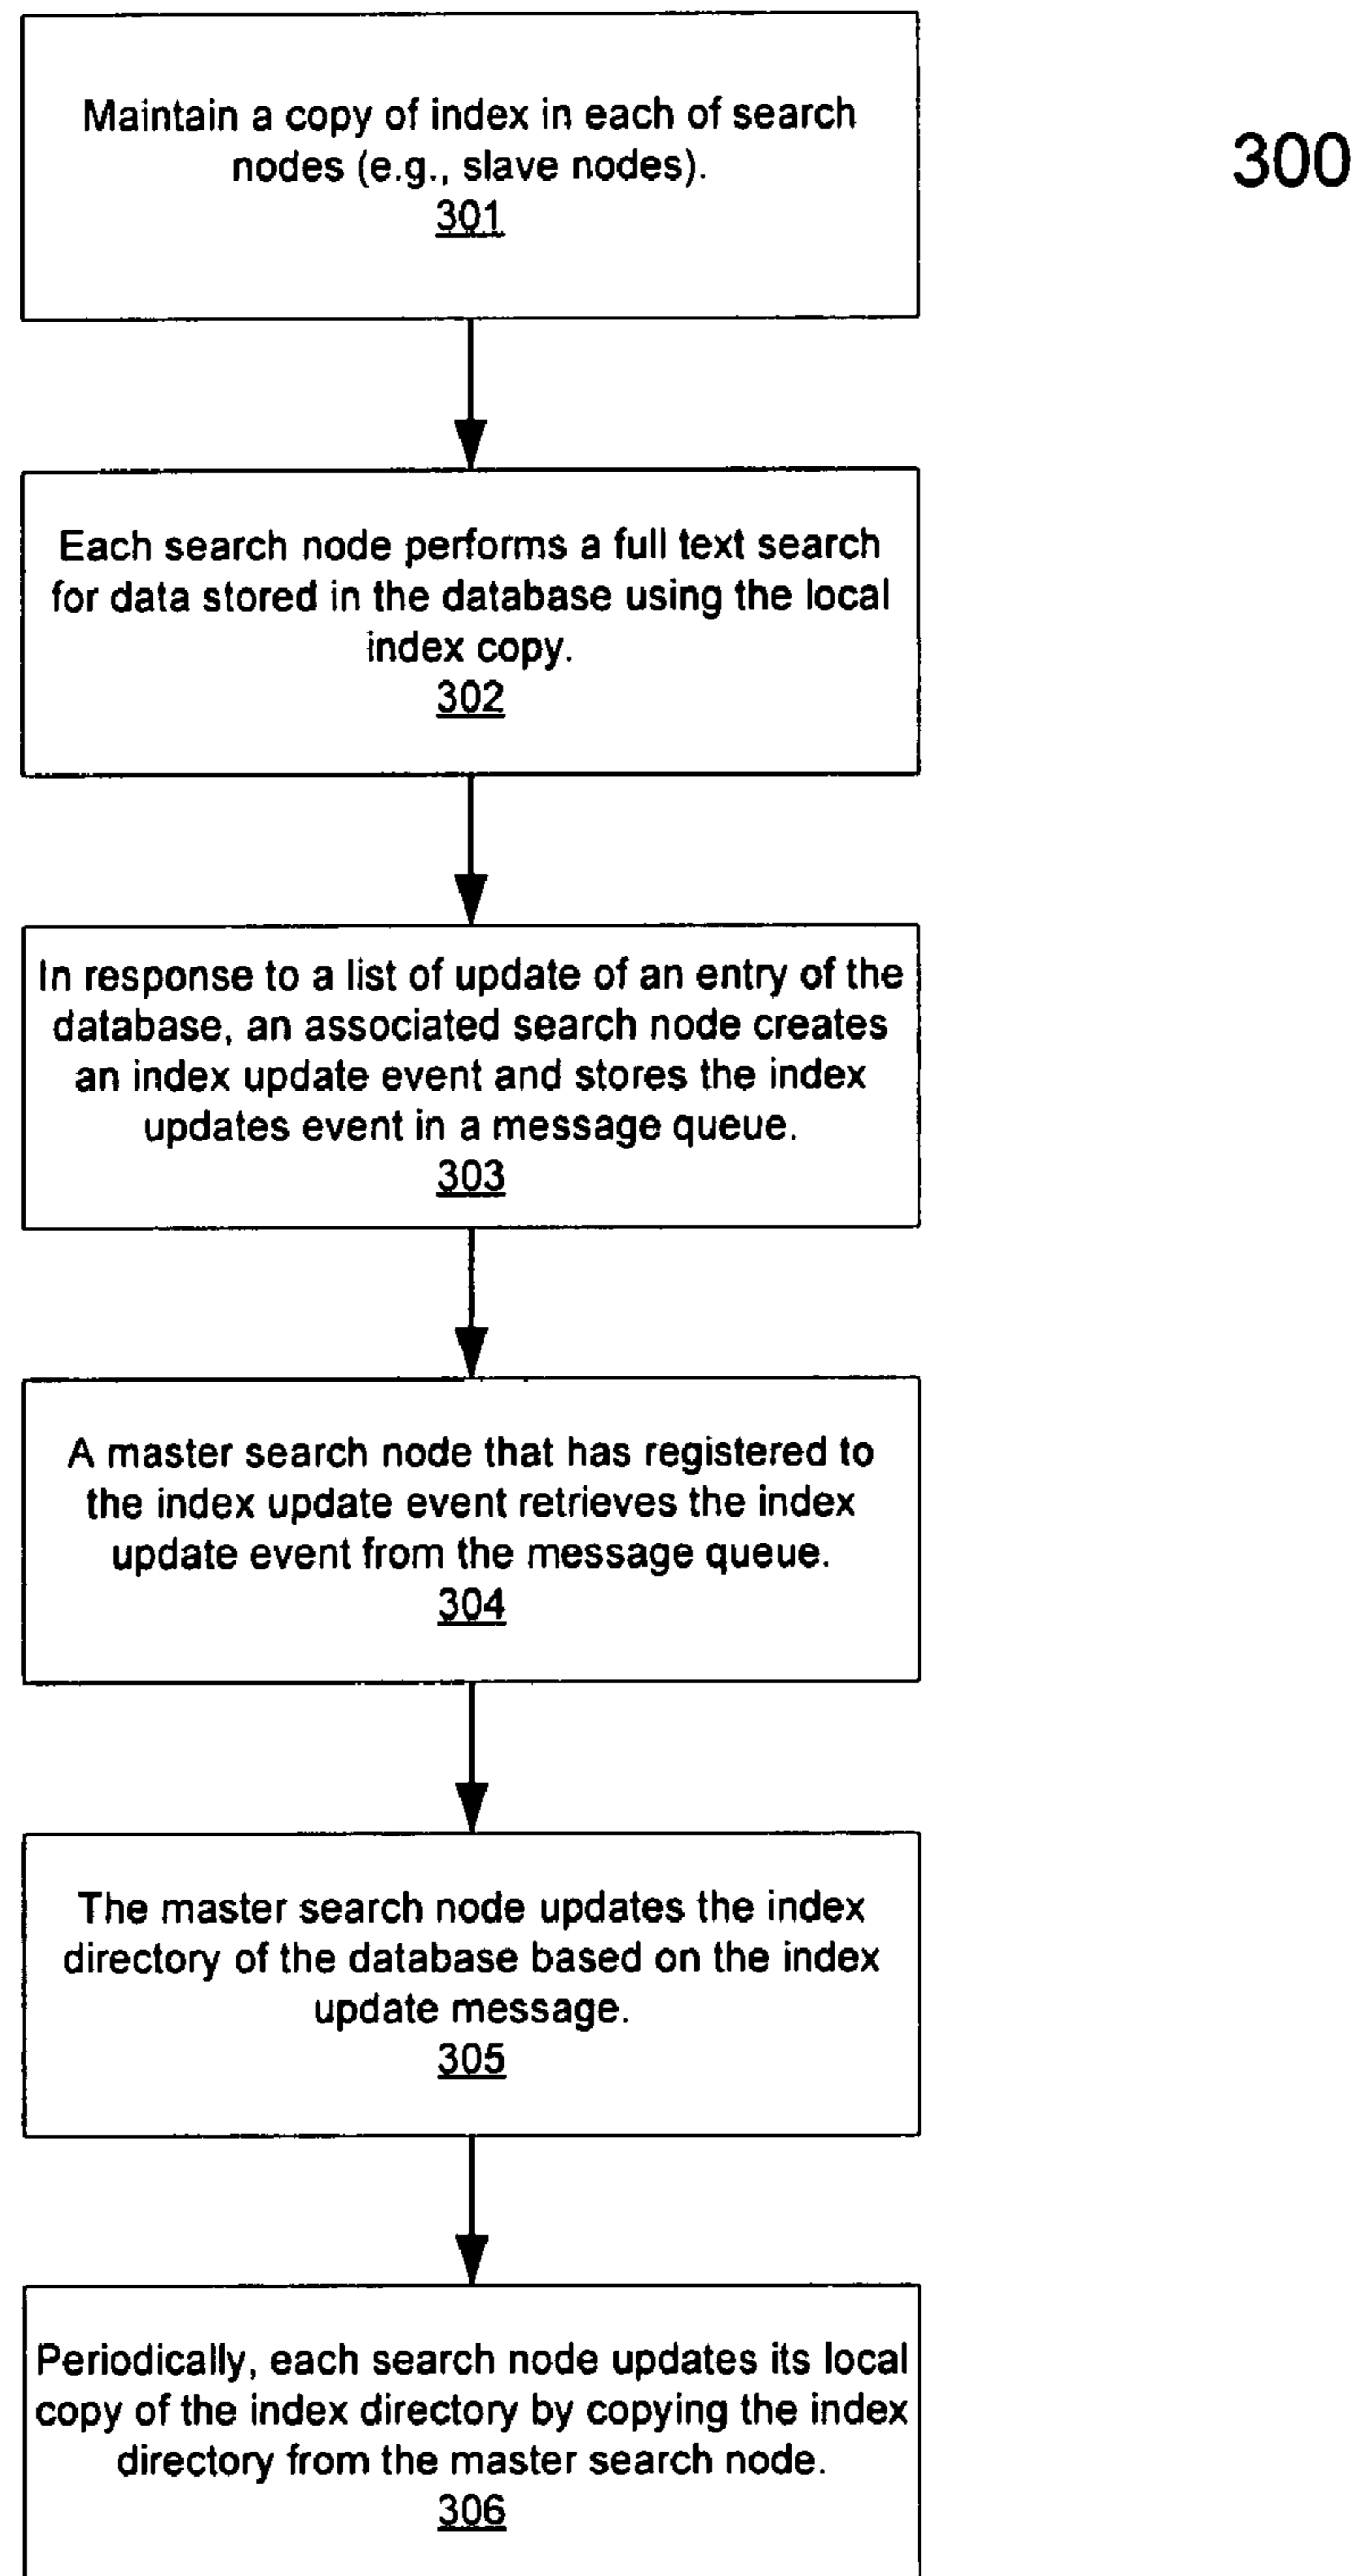 Maintain a copy of index in each of search
nodes (e.g., slave nodes).
301
300
Each search node performs a full text search
for data stored in the database using the local
index copy.
302
In response to a list of update of an entry of the
database, an associated search node creates
an index update event and stores the index
updates event in a message queue.
303
A master search node that has registered to
the index update event retrieves the index
update event from the message queue.
304
The master search node updates the index
directory of the database based on the index
update message.
305
Periodically, each search node updates its local
copy of the index directory by copying the index
directory from the master search node.
306